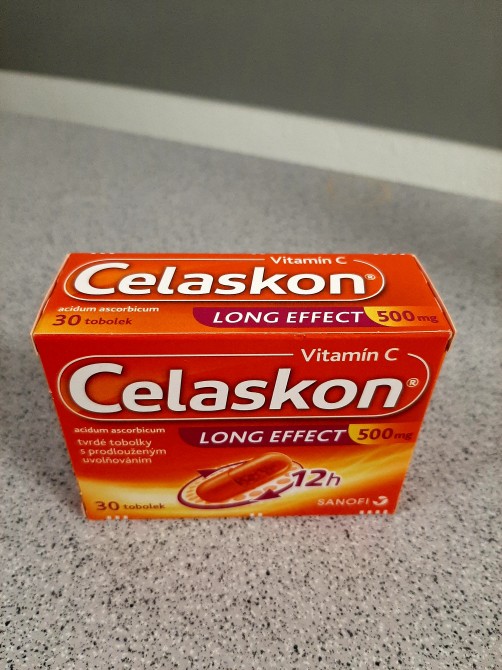 Vitamín C
Celaskon®
acidum ascorbicum
30 tobolek
LONG EFFECT 500 mg
Vitamín C
Celaskon®
acidum ascorbicum
LONG EFFECT 500 mg
tvrdé tobolky
s prodlouženým
uvolňováním
12h
30 tobolek
SANOFI